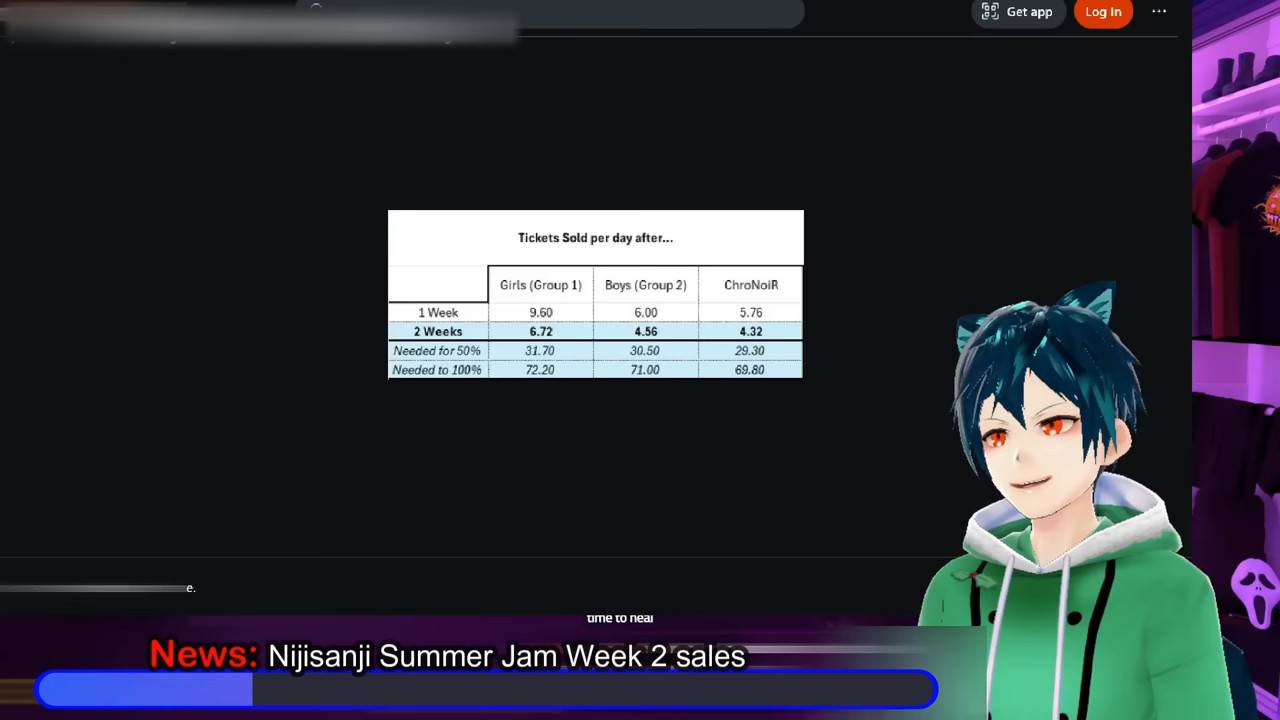 Get app Log In
Tickets Sold per day after...
Girls (Group 1) Boys (Group 2) ChroNoiR
1 Week 9.60 6.00 5.76
2 Weeks 6.72 4.56 4.32
Needed for 50% 31.70 30.50 29.30
Needed to 100% 72.20 71.00 69.80
e.
time to heal
News: Nijisanji Summer Jam Week 2 sales